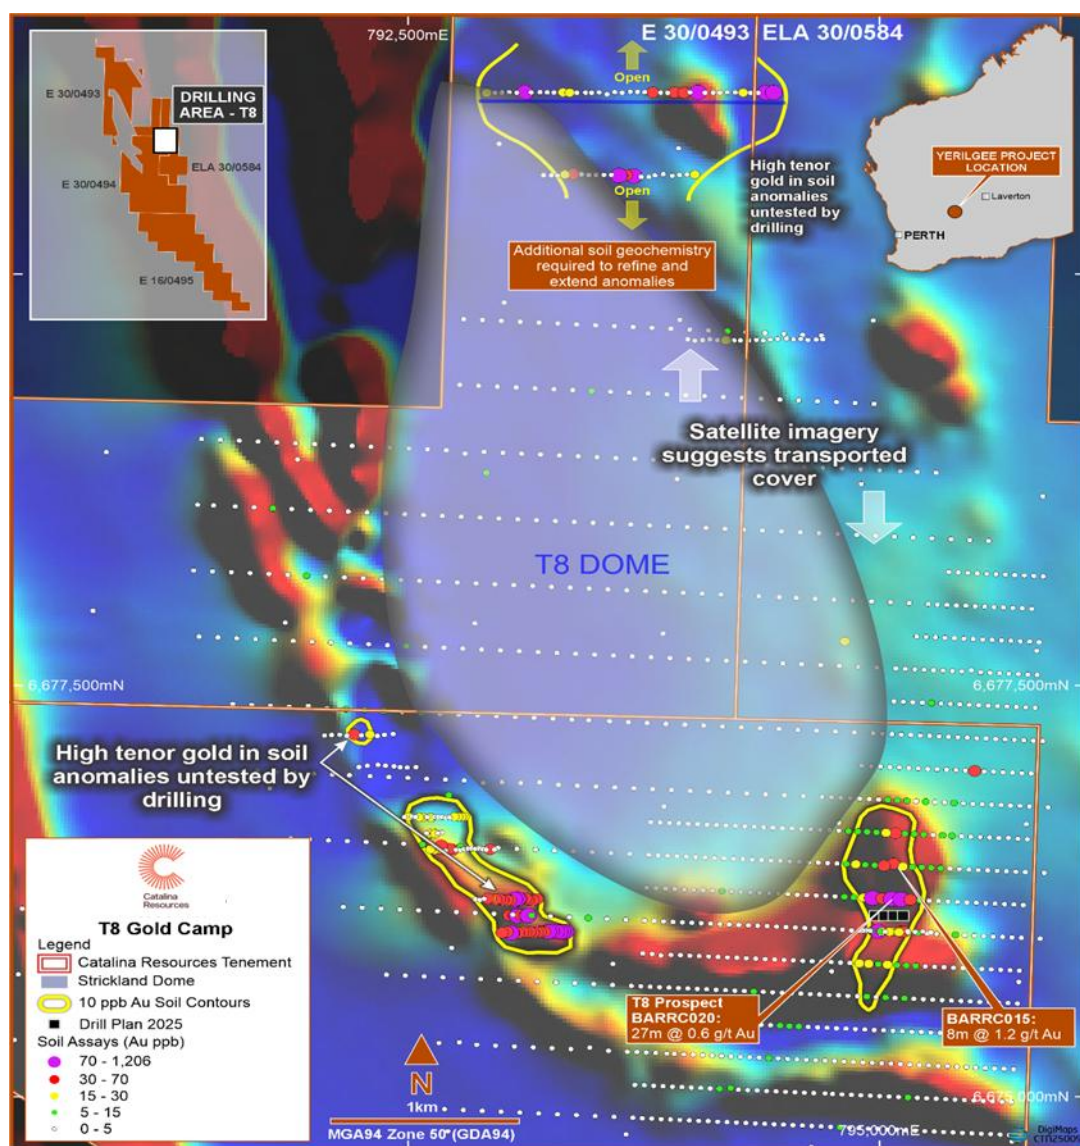 792,500mE
E 30/0493
ELA 30/0584
Open
E 30/0493
DRILLING
AREA - T8
ELA 30/0584
E 30/0494
E 16/0495
High tenor
gold in soil
anomalies
untested by
drilling
YERILGEE PROJECT
LOCATION
Laverton
PERTH
Open
Additional soil geochemistry
required to refine and
extend anomalies
Satellite imagery
suggests transported
cover
T8 DOME
6,677,500mN
6,677,500mN
High tenor gold in soil
anomalies untested by
drilling
Catalina
Resources
T8 Gold Camp
Legend
Catalina Resources Tenement
Strickland Dome
10 ppb Au Soil Contours
Drill Plan 2025
Soil Assays (Au ppb)
70 - 1,206
30 - 70
15 - 30
5 - 15
0 - 5
T8 Prospect
BARRC020:
27m @ 0.6 g/t Au
BARRC015:
8m @ 1.2 g/t Au
N
1km
MGA94 Zone 50 (GDA94)
6,675,000mN
795,000mE
DigiMaps